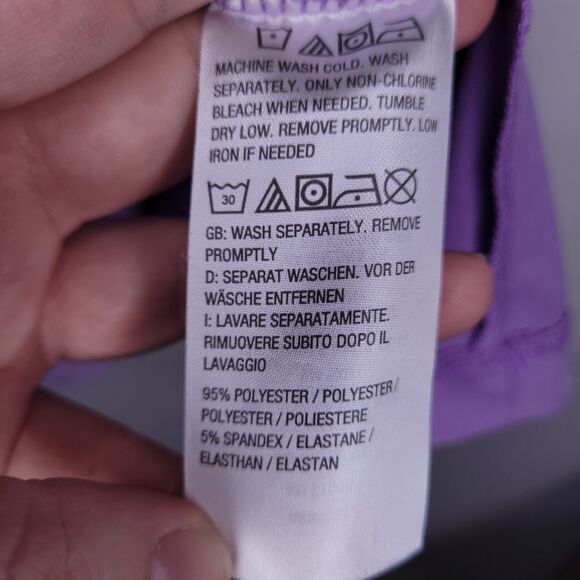 MACHINE WASH COLD. WASH
SEPARATELY. ONLY NON-CHLORINE
BLEACH WHEN NEEDED. TUMBLE
DRY LOW. REMOVE PROMPTLY. LOW
IRON IF NEEDED
30
GB: WASH SEPARATELY. REMOVE
PROMPTLY
D: SEPARAT WASCHEN. VOR DER
WÄSCHE ENTFERNEN
I: LAVARE SEPARATAMENTE.
RIMUOVERE SUBITO DOPO IL
LAVAGGIO
95% POLYESTER / POLYESTER /
POLYESTER / POLIESTERE
5% SPANDEX / ELASTANE /
ELASTHAN / ELASTAN